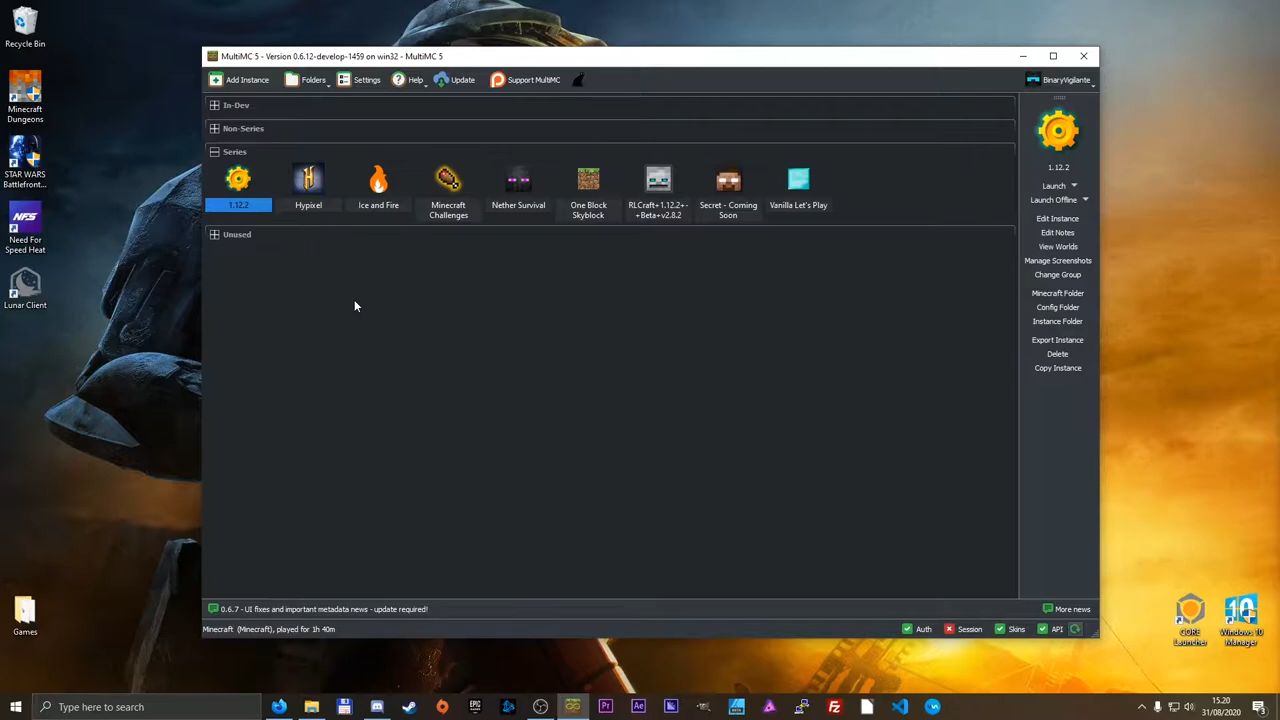 Recycle Bin
Minecraft
Dungeons
STAR WARS
Battlefront...
Need For
Speed Heat
Lunar Client
Games
MultiMC 5 - Version 0.6.12-develop-1459 on win32 - MultiMC 5
Add Instance
Folders
Settings
Help
Update
Support MultiMC
BinaryVigilante
In-Dev
Non-Series
Series
1.12.2
Hypixel
Ice and Fire
Minecraft
Challenges
Nether Survival
One Block
Skyblock
RLCraft+1.12.2+-
+Beta+v2.8.2
Secret - Coming
Soon
Vanilla Let's Play
Unused
1.12.2
Launch
Launch Offline
Edit Instance
Edit Notes
View Worlds
Manage Screenshots
Change Group
Minecraft Folder
Config Folder
Instance Folder
Export Instance
Delete
Copy Instance
0.6.7 - UI fixes and important metadata news - update required!
More news
Minecraft (Minecraft), played for 1h 40m
Auth
Session
Skins
API
CORE
Launcher
Windows 10
Manager
Type here to search
15.20
31/08/2020